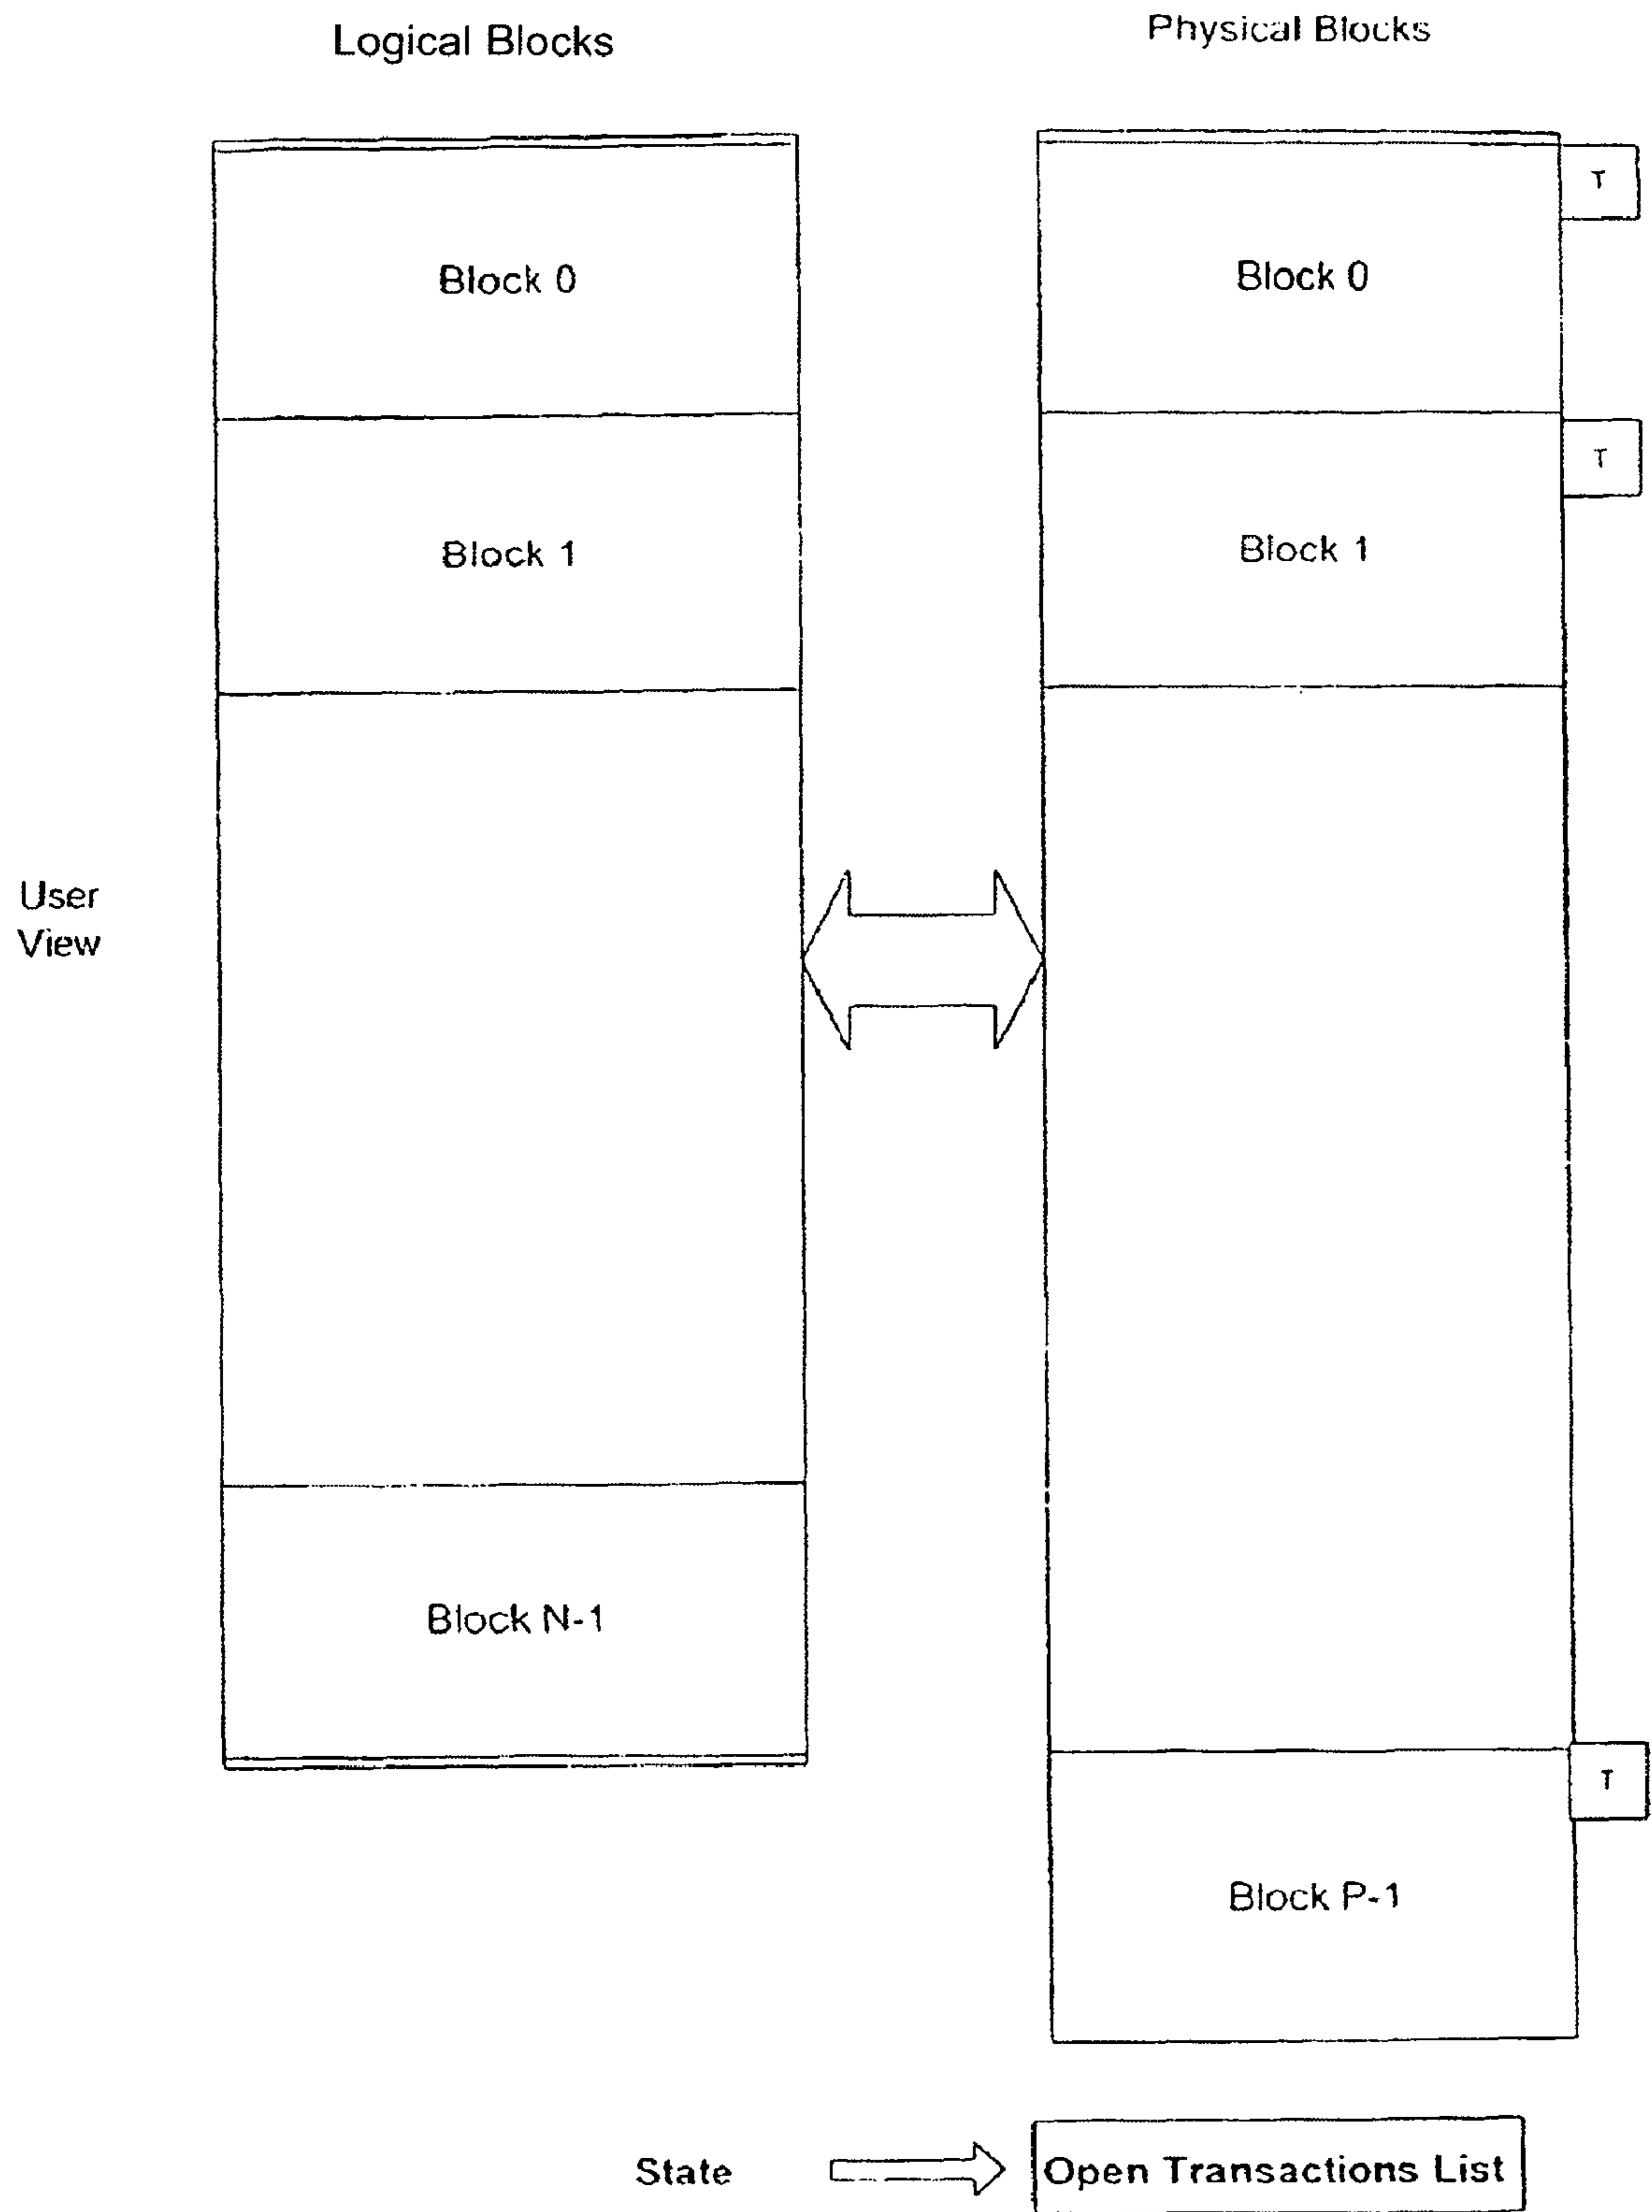 Logical Blocks
Physical Blocks
T
Block 0
Block 0
T
Block 1
Block 1
User
View
Block N-1
T
Block P-1
State
Open Transactions List